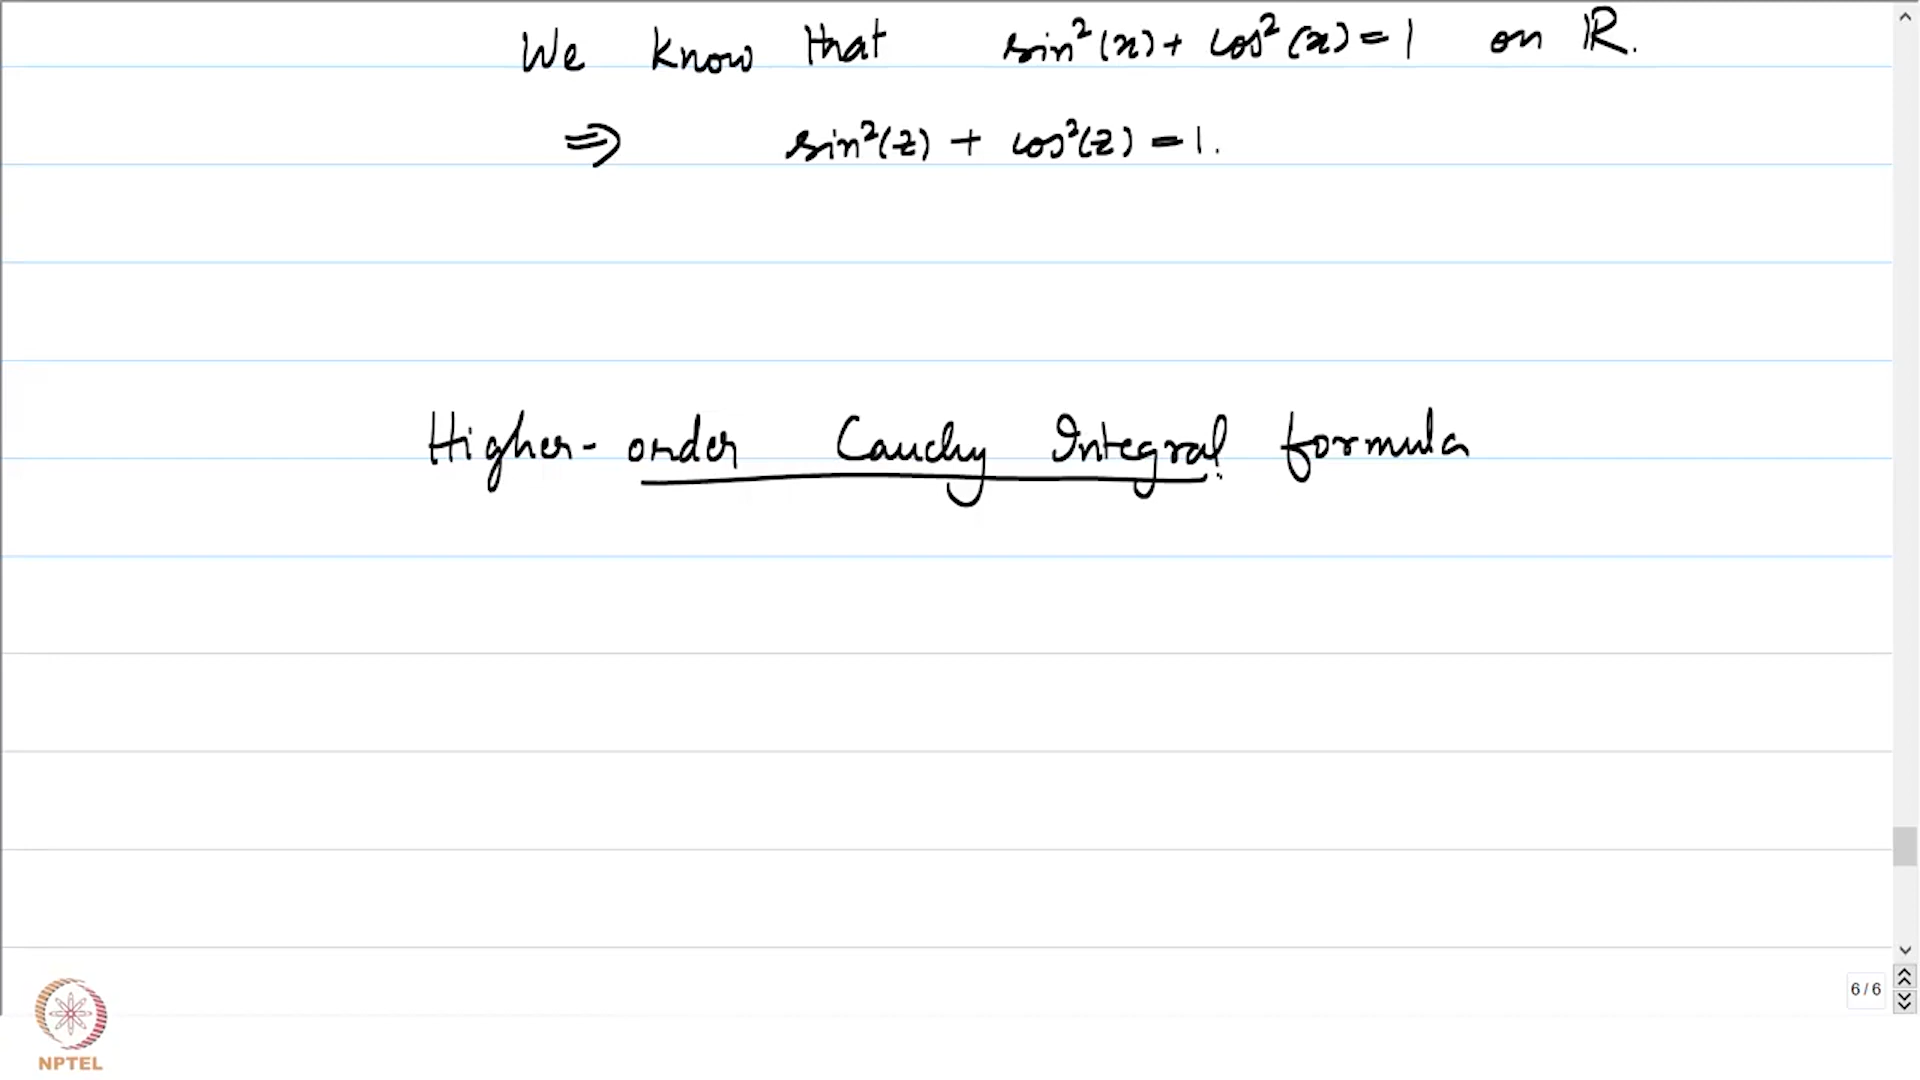 We know that sin²(x) + cos²(x) = 1 on ℝ.
⇒ sin²(z) + cos²(z) = 1.
Higher-order Cauchy Integral formula
6 / 6
NPTEL